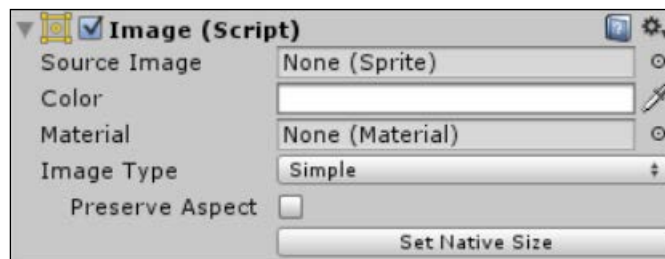 Image (Script)
Source Image None (Sprite)
Color
Material None (Material)
Image Type Simple
Preserve Aspect
Set Native Size